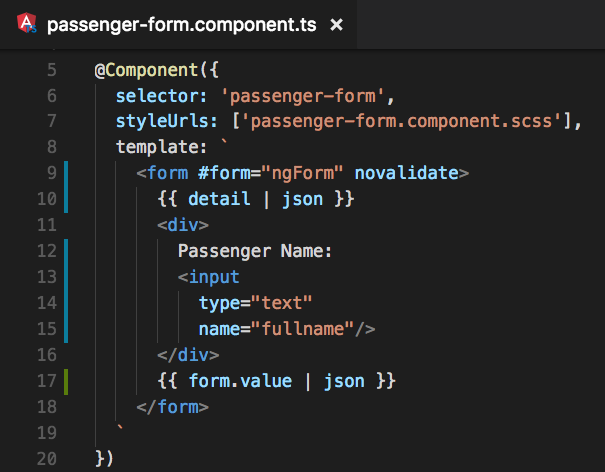 passenger-form.component.ts ×
5 @Component({
6   selector: 'passenger-form',
7   styleUrls: ['passenger-form.component.scss'],
8   template: `
9     <form #form="ngForm" novalidate>
10       {{ detail | json }}
11       <div>
12         Passenger Name:
13         <input
14           type="text"
15           name="fullname"/>
16       </div>
17       {{ form.value | json }}
18     </form>
19   `
20 })